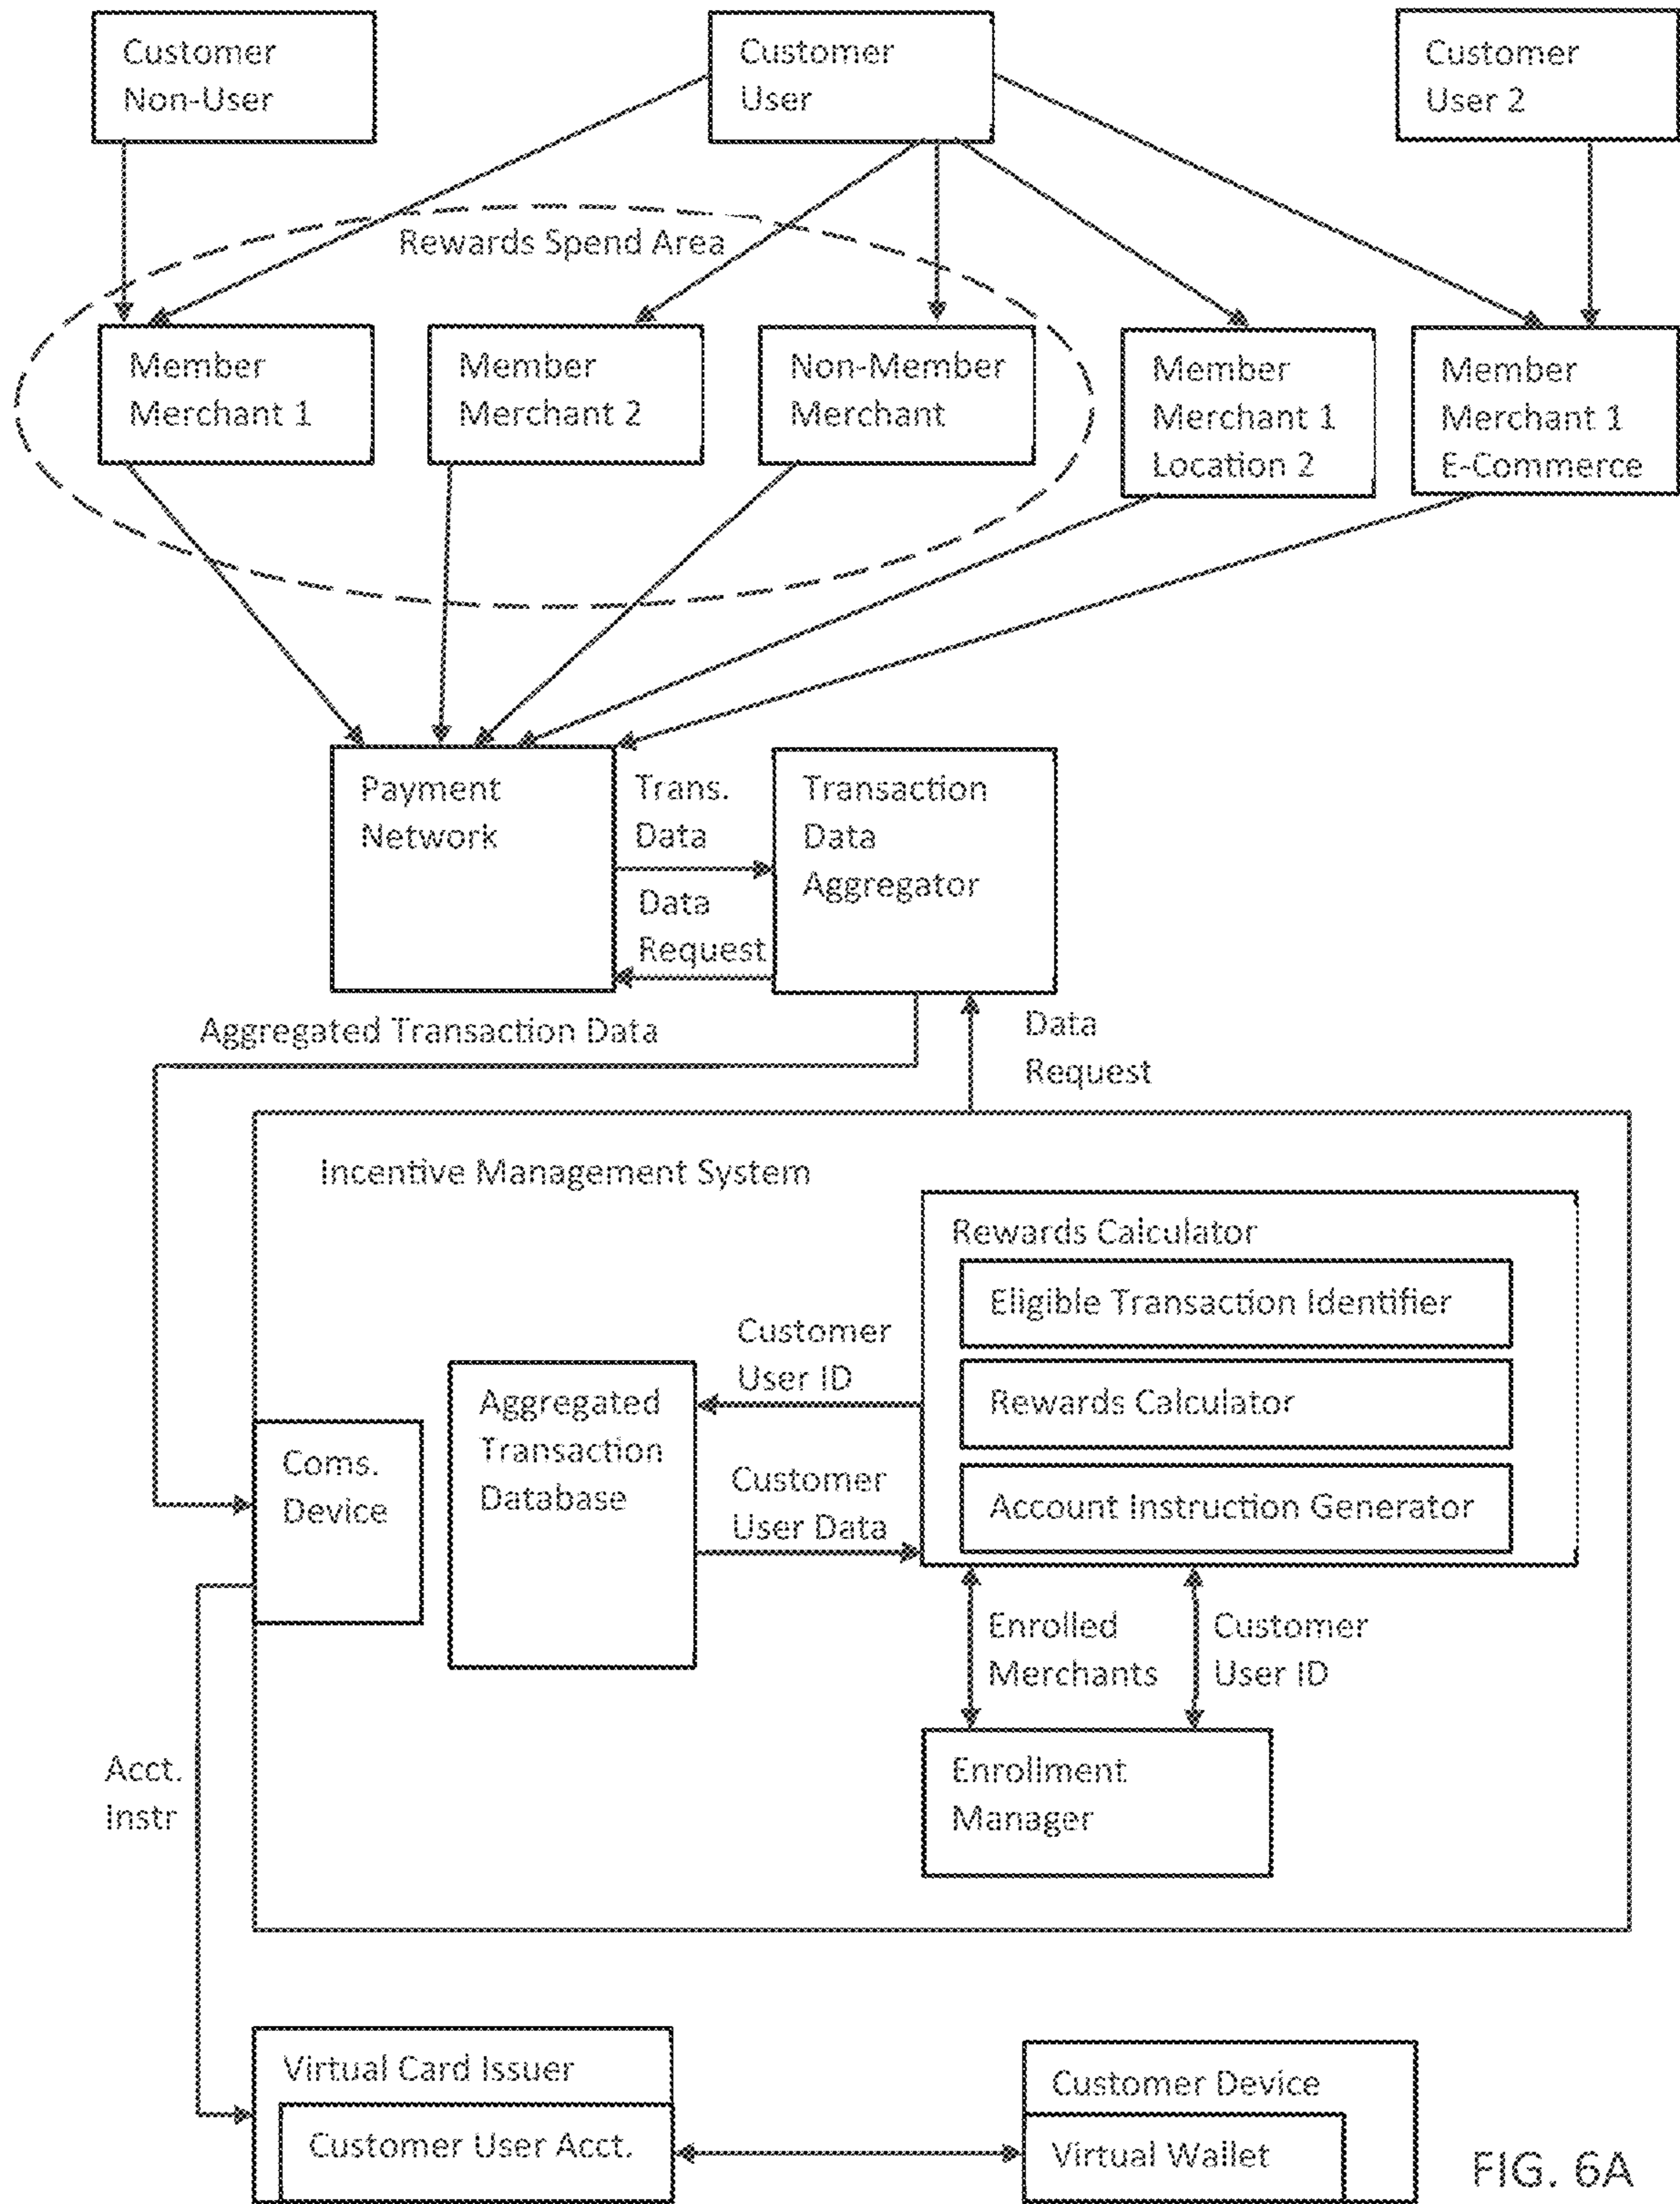 Customer
Non-User
Customer
User
Customer
User 2
Rewards Spend Area
Member
Merchant 1
Member
Merchant 2
Non-Member
Merchant
Member
Merchant 1
Location 2
Member
Merchant 1
E-Commerce
Payment
Network
Trans.
Data
Data
Request
Transaction
Data
Aggregator
Aggregated Transaction Data
Data
Request
Incentive Management System
Rewards Calculator
Eligible Transaction Identifier
Rewards Calculator
Account Instruction Generator
Customer
User ID
Customer
User Data
Aggregated
Transaction
Database
Coms.
Device
Enrolled
Merchants
Customer
User ID
Enrollment
Manager
Acct.
Instr
Virtual Card Issuer
Customer User Acct.
Customer Device
Virtual Wallet
FIG. 6A